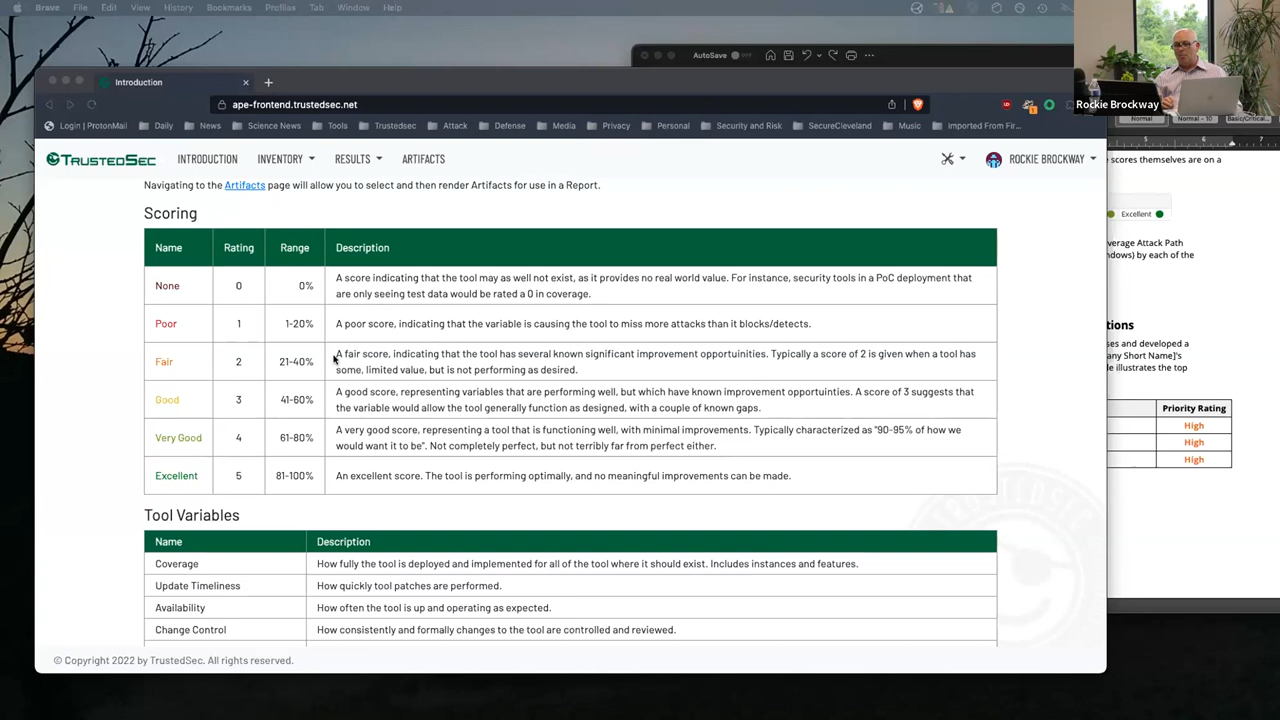 Brave File Edit View History Bookmarks Profiles Tab Window Help
AutoSave
Rockie Brockway
Introduction
ape-frontend.trustedsec.net
Login | ProtonMail Daily News Science News Tools Trustedsec Attack Defense Media Privacy Personal Security and Risk SecureCleveland Music Imported From Fir...
Normal Normal - 10 Basic/Critical...
TRUSTEDSEC INTRODUCTION INVENTORY RESULTS ARTIFACTS ROCKIE BROCKWAY
Navigating to the Artifacts page will allow you to select and then render Artifacts for use in a Report.
Scoring
Name Rating Range Description
None 0 0% A score indicating that the tool may as well not exist, as it provides no real world value. For instance, security tools in a PoC deployment that
are only seeing test data would be rated a 0 in coverage.
Poor 1 1-20% A poor score, indicating that the variable is causing the tool to miss more attacks than it blocks/detects.
Fair 2 21-40% A fair score, indicating that the tool has several known significant improvement opportunities. Typically a score of 2 is given when a tool has
some, limited value, but is not performing as desired.
Good 3 41-60% A good score, representing variables that are performing well, but which have known improvement opportuinties. A score of 3 suggests that
the variable would allow the tool generally function as designed, with a couple of known gaps.
Very Good 4 61-80% A very good score, representing a tool that is functioning well, with minimal improvements. Typically characterized as "90-95% of how we
would want it to be". Not completely perfect, but not terribly far from perfect either.
Excellent 5 81-100% An excellent score. The tool is performing optimally, and no meaningful improvements can be made.
Tool Variables
Name Description
Coverage How fully the tool is deployed and implemented for all of the tool where it should exist. Includes instances and features.
Update Timeliness How quickly tool patches are performed.
Availability How often the tool is up and operating as expected.
Change Control How consistently and formally changes to the tool are controlled and reviewed.
© Copyright 2022 by TrustedSec. All rights reserved.
5 6 7
e scores themselves are on a
Excellent
verage Attack Path
ndows) by each of the
tions
ses and developed a
any Short Name]'s
le illustrates the top
Priority Rating
High
High
High